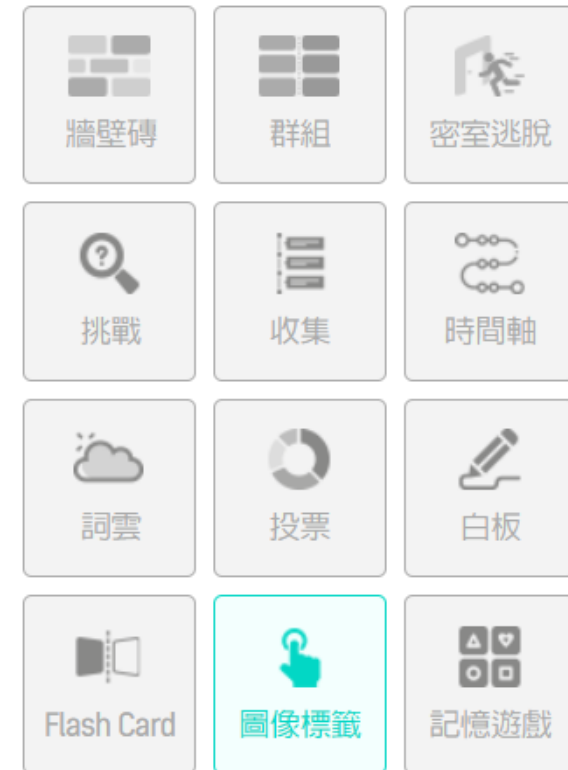 牆壁磚
群組
密室逃脫
挑戰
收集
時間軸
詞雲
投票
白板
Flash Card
圖像標籤
記憶遊戲